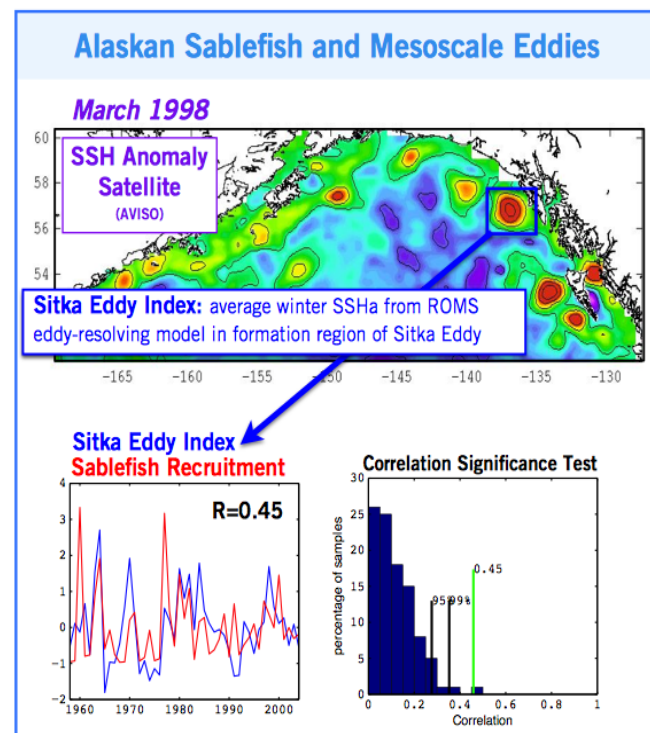 Alaskan Sablefish and Mesoscale Eddies
March 1998
60
58
56
54
SSH Anomaly
Satellite
(AVISO)
Sitka Eddy Index: average winter SSHa from ROMS
eddy-resolving model in formation region of Sitka Eddy
-165 -160 -155 -150 -145 -140 -135 -130
Sitka Eddy Index
Sablefish Recruitment
R=0.45
4
3
2
1
0
-1
-2
1960 1970 1980 1990 2000
Correlation Significance Test
percentage of samples
30
25
20
15
10
5
0
95% 99%
0.45
0 0.2 0.4 0.6 0.8 1
Correlation